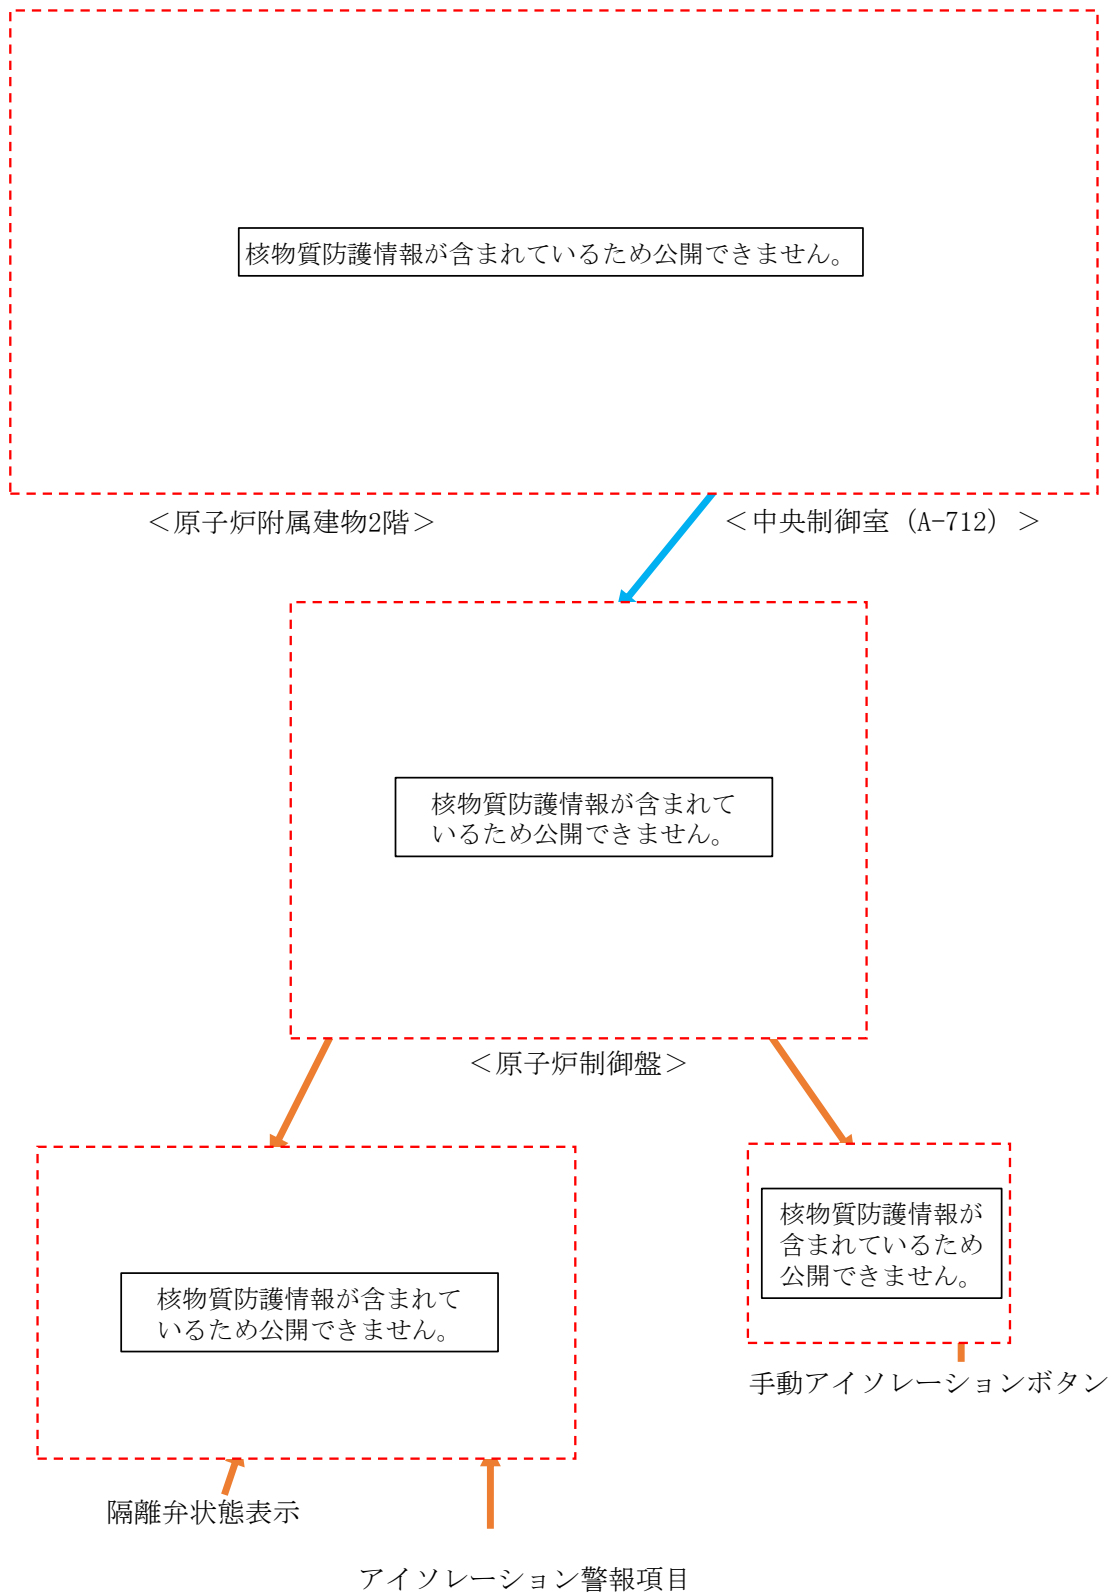 核物質防護情報が含まれているため公開できません。
＜原子炉附属建物2階＞
＜中央制御室（A-712）＞
核物質防護情報が含まれて
いるため公開できません。
＜原子炉制御盤＞
核物質防護情報が含まれて
いるため公開できません。
核物質防護情報が
含まれているため
公開できません。
手動アイソレーションボタン
隔離弁状態表示
アイソレーション警報項目